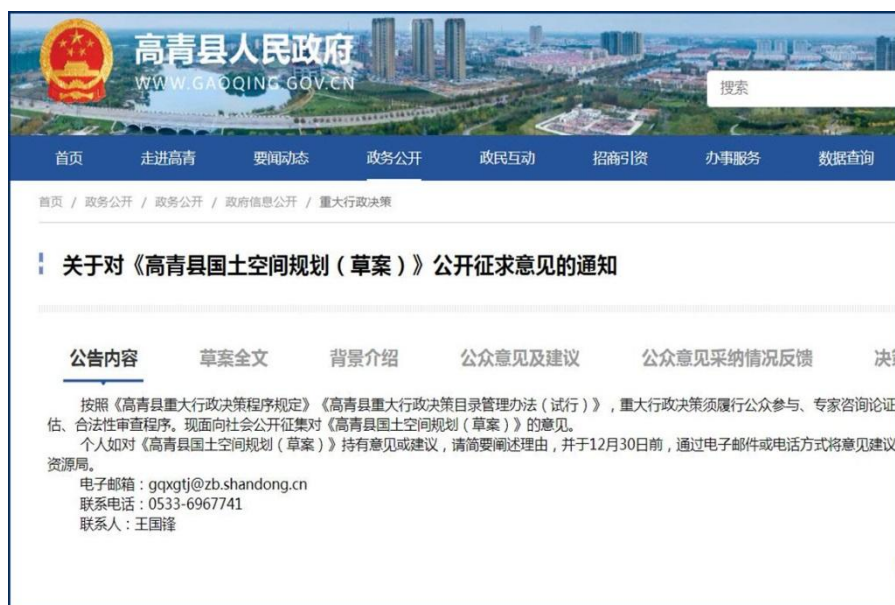 高青县人民政府
WWW.GAOQING.GOV.CN
搜索
首页 走进高青 要闻动态 政务公开 政民互动 招商引资 办事服务 数据查询
首页 / 政务公开 / 政务公开 / 政府信息公开 / 重大行政决策
关于对《高青县国土空间规划（草案）》公开征求意见的通知
公告内容 草案全文 背景介绍 公众意见及建议 公众意见采纳情况反馈 决
按照《高青县重大行政决策程序规定》《高青县重大行政决策目录管理办法（试行）》，重大行政决策须履行公众参与、专家咨询论证
估、合法性审查程序。现面向社会公开征集对《高青县国土空间规划（草案）》的意见。
个人如对《高青县国土空间规划（草案）》持有意见或建议，请简要阐述理由，并于12月30日前，通过电子邮件或电话方式将意见建议
资源局。
电子邮箱：gqxgtj@zb.shandong.cn
联系电话：0533-6967741
联系人：王国锋